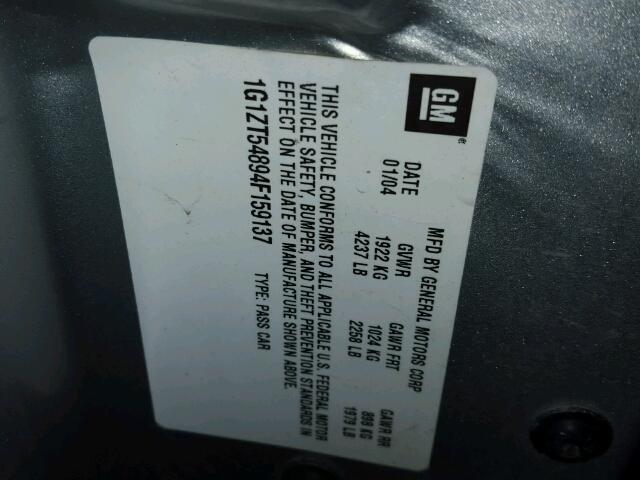 GM
MFD BY GENERAL MOTORS CORP
DATE GVWR GAWR FRT GAWR RR
01/04 1922 KG 1024 KG 898 KG
4237 LB 2258 LB 1979 LB
THIS VEHICLE CONFORMS TO ALL APPLICABLE U.S. FEDERAL MOTOR
VEHICLE SAFETY, BUMPER, AND THEFT PREVENTION STANDARDS IN
EFFECT ON THE DATE OF MANUFACTURE SHOWN ABOVE.
1G1ZT54894F159137 TYPE: PASS CAR